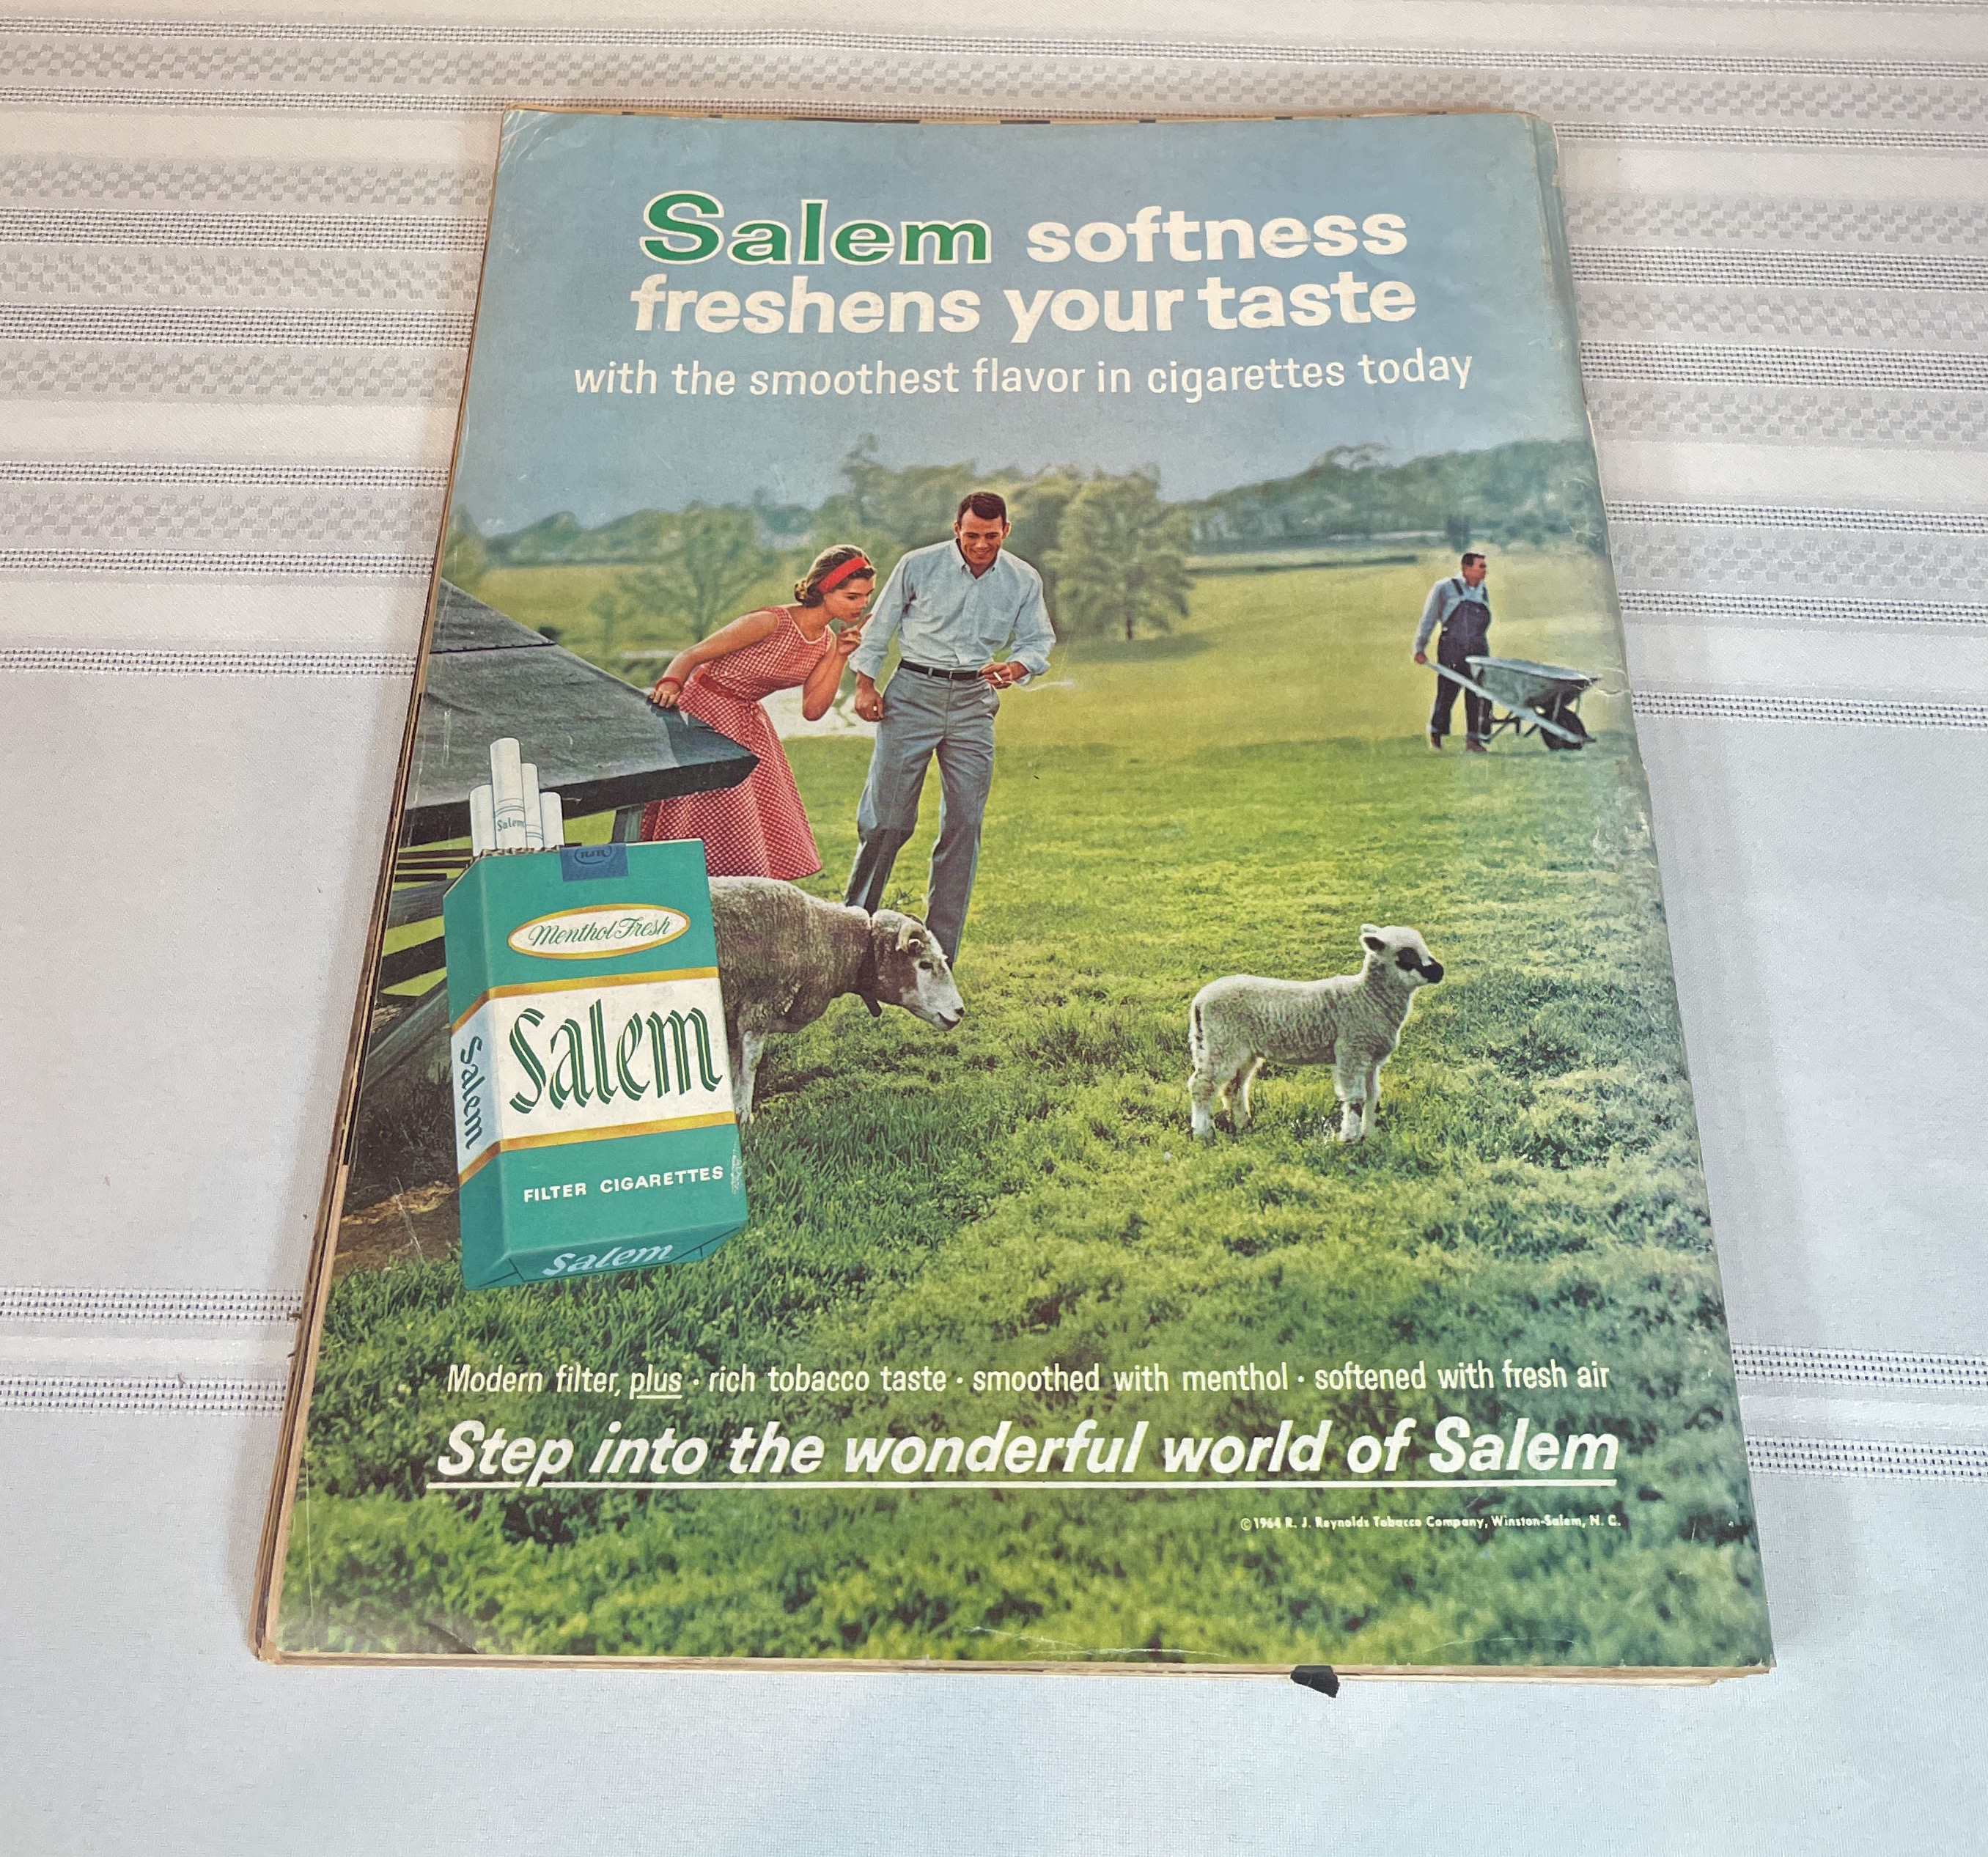 Salem softness
freshens your taste
with the smoothest flavor in cigarettes today
Salem
RJR
Menthol Fresh
Salem
Salem
FILTER CIGARETTES
Salem
Modern filter, plus · rich tobacco taste · smoothed with menthol · softened with fresh air
Step into the wonderful world of Salem
©1964 R. J. Reynolds Tobacco Company, Winston-Salem, N. C.